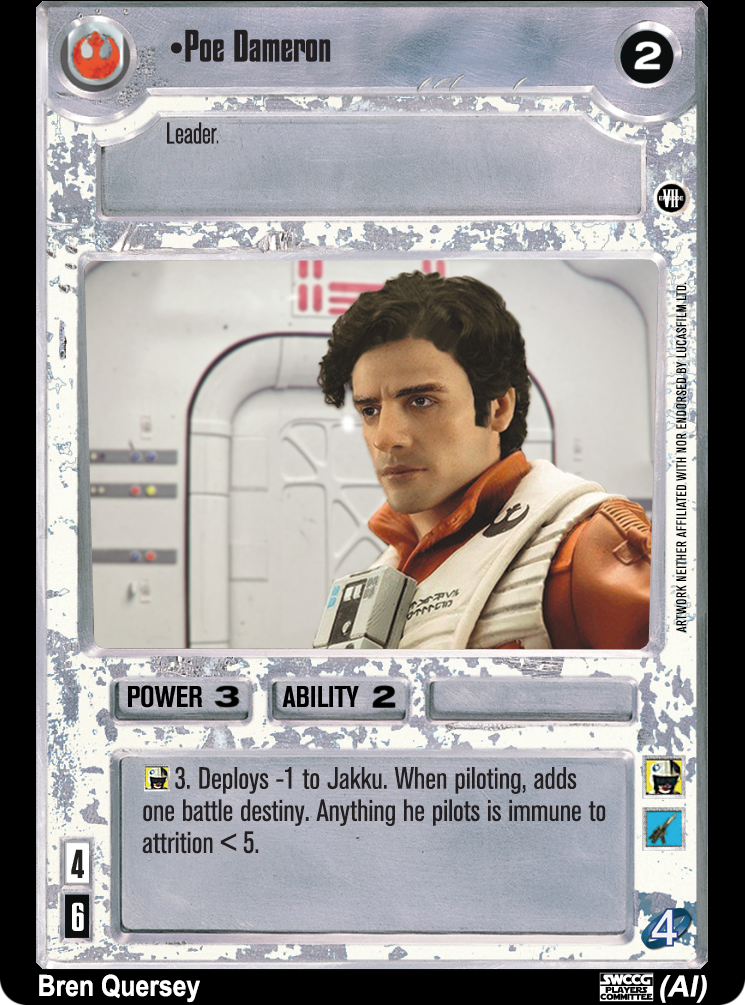 •Poe Dameron
2
Leader.
EPISODE VII
ARTWORK NEITHER AFFILIATED WITH NOR ENDORSED BY LUCASFILM LTD.
POWER 3
ABILITY 2
3. Deploys -1 to Jakku. When piloting, adds
one battle destiny. Anything he pilots is immune to
attrition < 5.
4
6
4
Bren Quersey
SWCCG
PLAYERS
COMMITTEE
(AI)